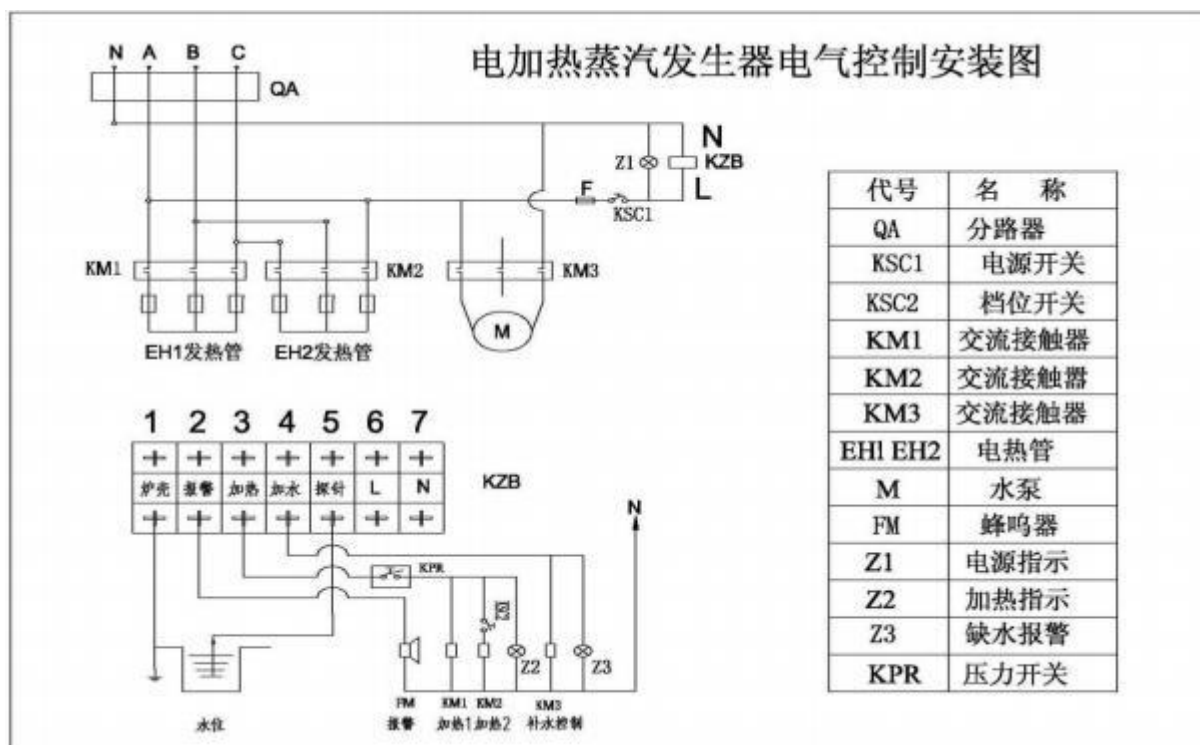 电加热蒸汽发生器电气控制安装图
N A B C
QA
N
Z1 KZB
F L
KSC1
KM1 KM2 KM3
M
EH1发热管 EH2发热管
1 2 3 4 5 6 7
炉壳 报警 加热 加水 探针 L N
KZB
N
KPR
Z2 Z3
水位
FM KM1 KM2 KM3
报警 加热1 加热2 补水控制
代号 名 称
QA 分路器
KSC1 电源开关
KSC2 档位开关
KM1 交流接触器
KM2 交流接触器
KM3 交流接触器
EH1 EH2 电热管
M 水泵
FM 蜂鸣器
Z1 电源指示
Z2 加热指示
Z3 缺水报警
KPR 压力开关